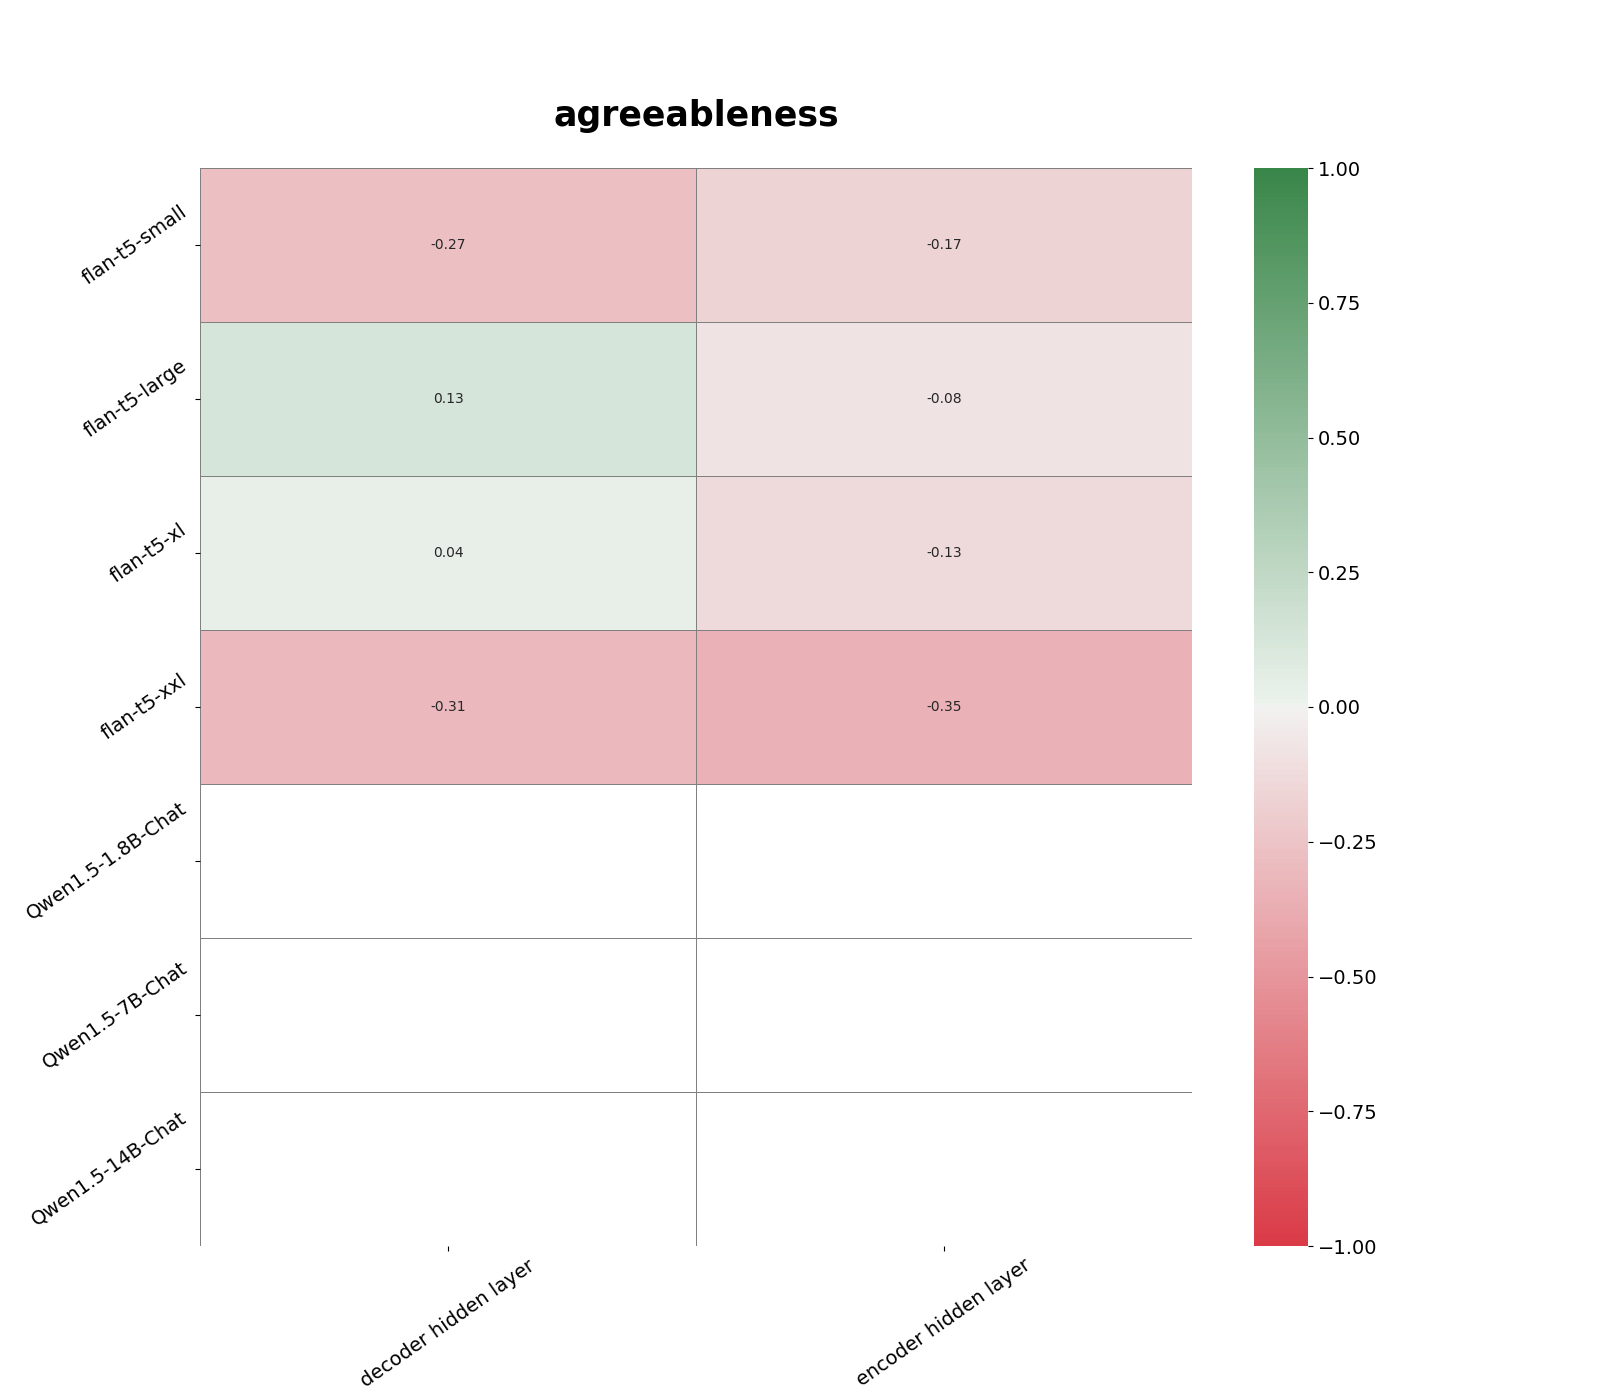 agreeableness
flan-t5-small
-0.27
-0.17
flan-t5-large
0.13
-0.08
flan-t5-xl
0.04
-0.13
flan-t5-xxl
-0.31
-0.35
Qwen1.5-1.8B-Chat
Qwen1.5-7B-Chat
Qwen1.5-14B-Chat
decoder hidden layer
encoder hidden layer
1.00
0.75
0.50
0.25
0.00
−0.25
−0.50
−0.75
−1.00